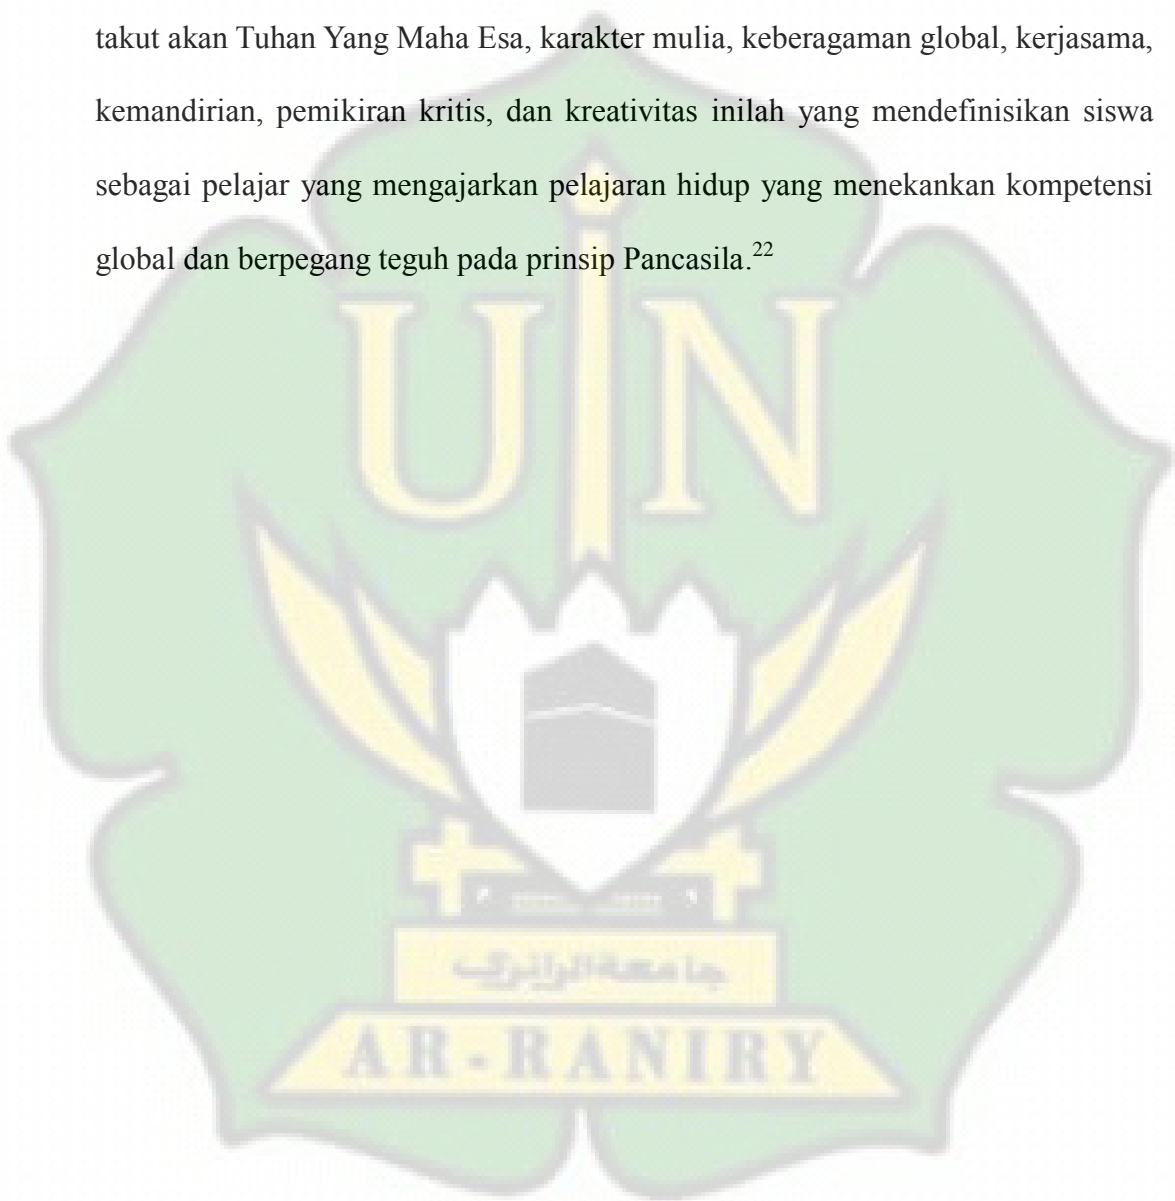 takut akan Tuhan Yang Maha Esa, karakter mulia, keberagaman global, kerjasama,
kemandirian, pemikiran kritis, dan kreativitas inilah yang mendefinisikan siswa
sebagai pelajar yang mengajarkan pelajaran hidup yang menekankan kompetensi
global dan berpegang teguh pada prinsip Pancasila.22
UIN
جامعة الرانري
AR-RANIRY